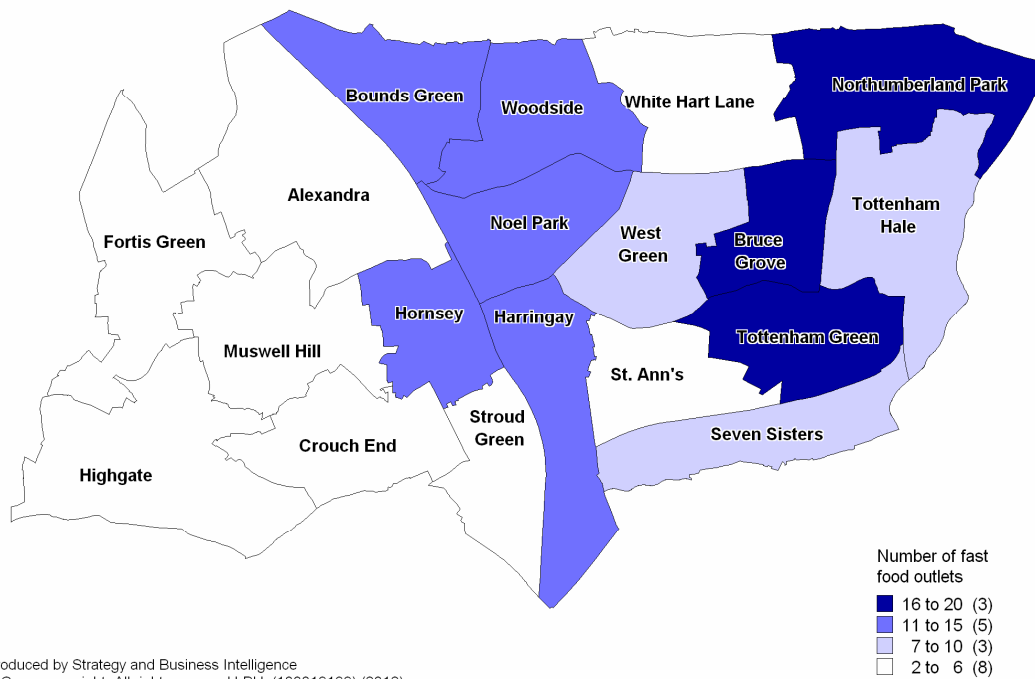 Bounds Green
Woodside
White Hart Lane
Northumberland Park
Alexandra
Noel Park
Tottenham
Hale
Fortis Green
West
Green
Bruce
Grove
Hornsey
Harringay
Tottenham Green
Muswell Hill
St. Ann's
Stroud
Green
Crouch End
Seven Sisters
Highgate
Number of fast
food outlets
16 to 20 (3)
11 to 15 (5)
7 to 10 (3)
2 to 6 (8)
oduced by Strategy and Business Intelligence